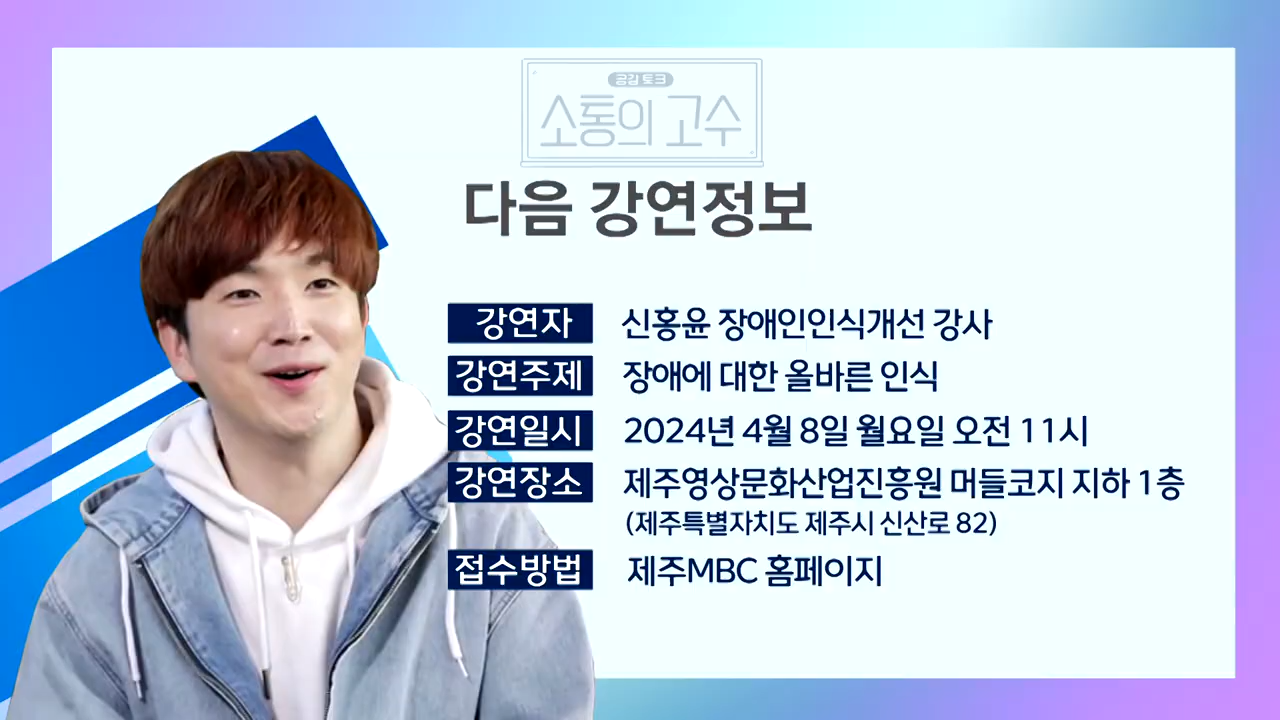 공감 토크
소통의 고수
다음 강연정보
강연자 신홍윤 장애인인식개선 강사
강연주제 장애에 대한 올바른 인식
강연일시 2024년 4월 8일 월요일 오전 11시
강연장소 제주영상문화산업진흥원 머들코지 지하 1층
(제주특별자치도 제주시 신산로 82)
접수방법 제주MBC 홈페이지